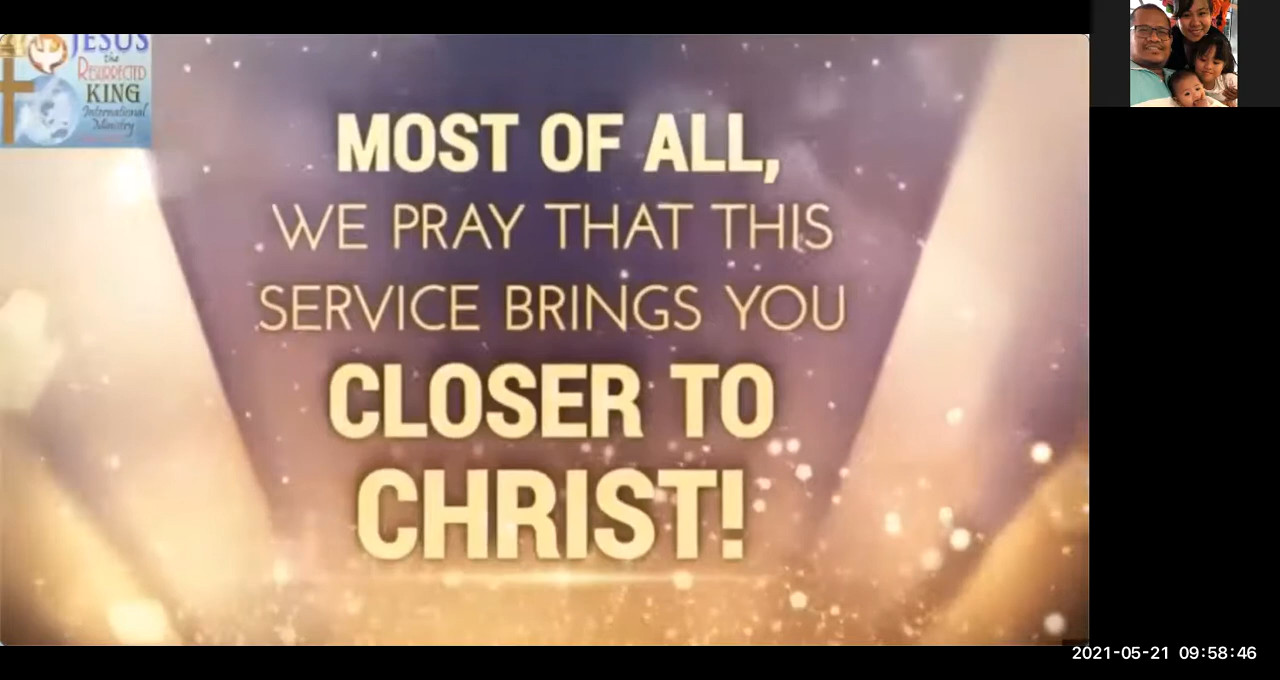 JESUS
the
RESURRECTED
KING
International
Ministry
MOST OF ALL,
WE PRAY THAT THIS
SERVICE BRINGS YOU
CLOSER TO
CHRIST!
2021-05-21 09:58:46